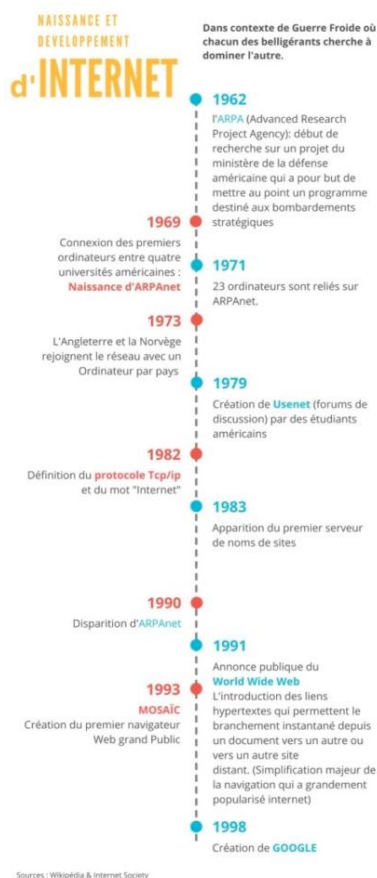 NAISSANCE ET
DEVELOPPEMENT
d'INTERNET
Dans contexte de Guerre Froide où
chacun des belligérants cherche à
dominer l'autre.
1962
l'ARPA (Advanced Research
Project Agency): début de
recherche sur un projet du
ministère de la défense
américaine qui a pour but de
mettre au point un programme
destiné aux bombardements
stratégiques
1969
Connexion des premiers
ordinateurs entre quatre
universités américaines :
Naissance d'ARPAnet
1971
23 ordinateurs sont reliés sur
ARPAnet.
1973
L'Angleterre et la Norvège
rejoignent le réseau avec un
Ordinateur par pays
1979
Création de Usenet (forums de
discussion) par des étudiants
américains
1982
Définition du protocole Tcp/ip
et du mot "Internet"
1983
Apparition du premier serveur
de noms de sites
1990
Disparition d'ARPAnet
1991
Annonce publique du
World Wide Web
L'introduction des liens
hypertextes qui permettent le
branchement instantané depuis
un document vers un autre ou
vers un autre site
distant. (Simplification majeur de
la navigation qui a grandement
popularisé internet)
1993
MOSAÏC
Création du premier navigateur
Web grand Public
1998
Création de GOOGLE
Sources : Wikipédia & Internet Society